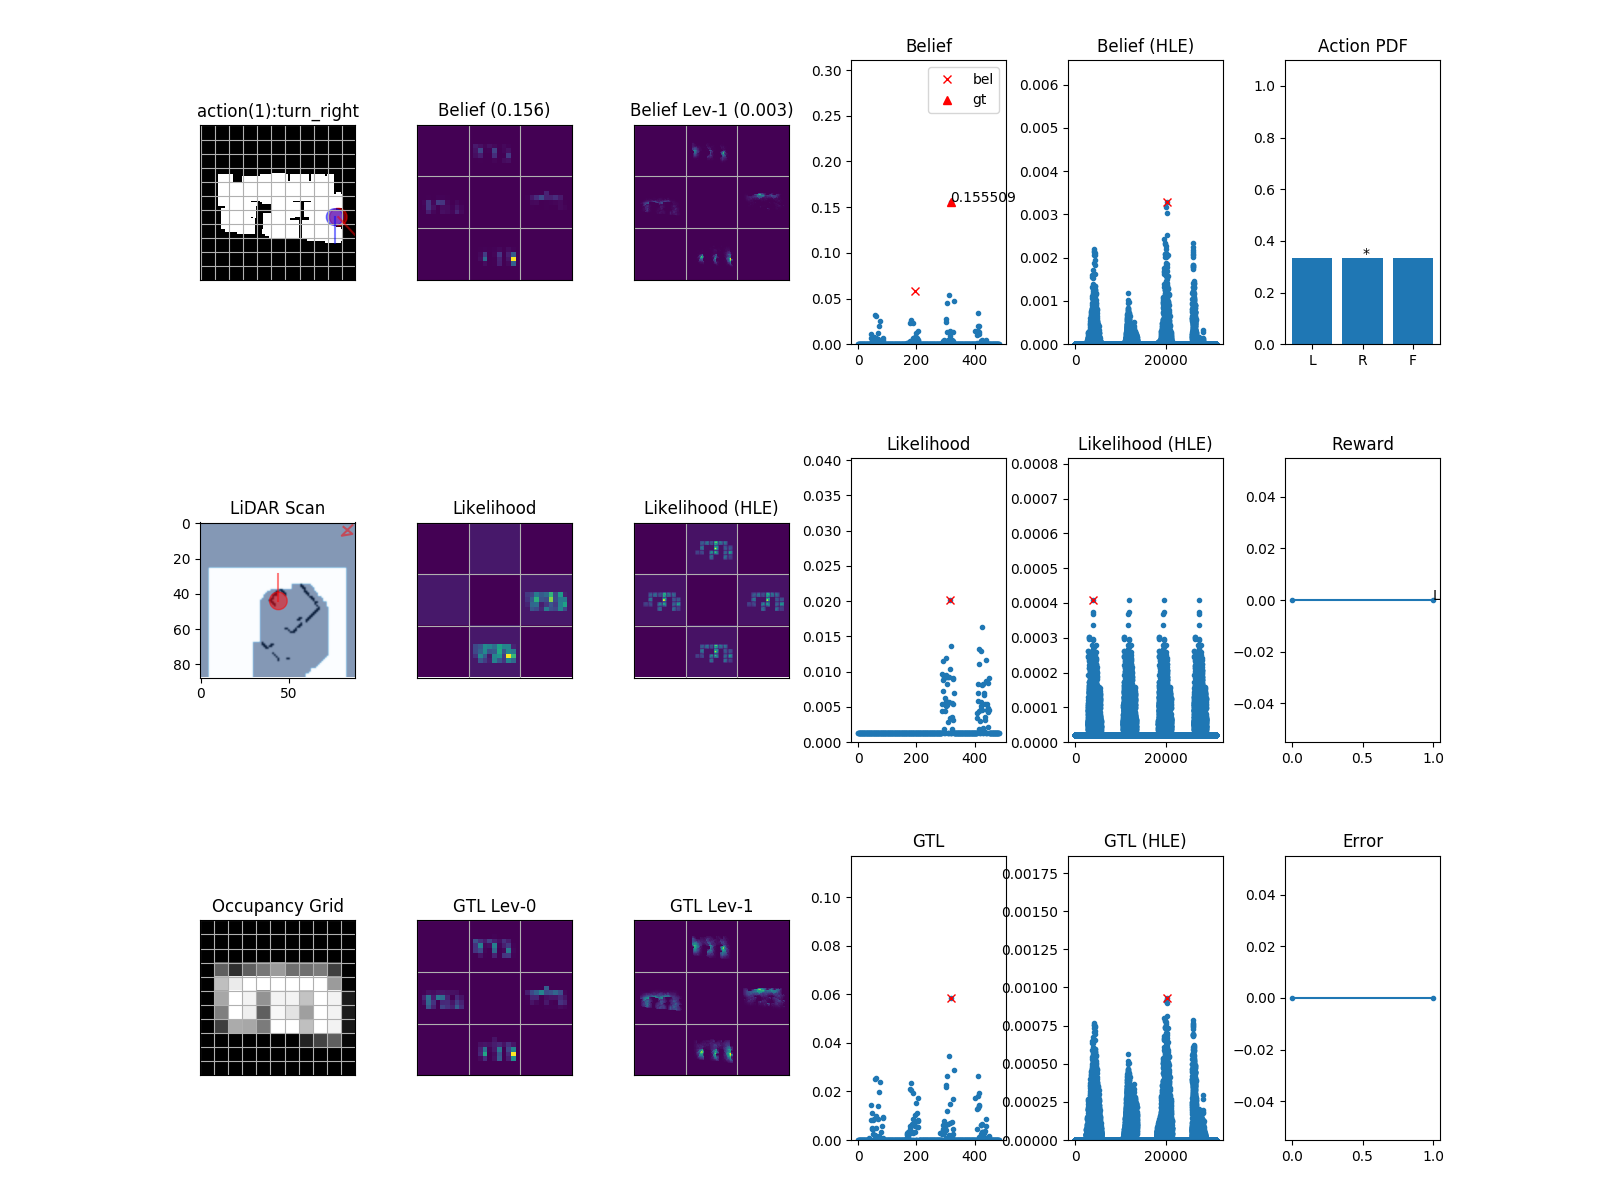 Belief
Belief (HLE)
Action PDF
action(1):turn_right
Belief (0.156)
Belief Lev-1 (0.003)
0.30
0.25
0.20
0.15
0.10
0.05
0.00
0 200 400
bel
gt
0.155509
0.006
0.005
0.004
0.003
0.002
0.001
0.000
0 20000
1.0
0.8
0.6
0.4
0.2
0.0
*
L R F
LiDAR Scan
Likelihood
Likelihood (HLE)
Likelihood
Likelihood (HLE)
Reward
0
20
40
60
80
0 50
0.040
0.035
0.030
0.025
0.020
0.015
0.010
0.005
0.000
0 200 400
0.0008
0.0007
0.0006
0.0005
0.0004
0.0003
0.0002
0.0001
0.0000
0 20000
0.04
0.02
0.00
−0.02
−0.04
0.0 0.5 1.0
Occupancy Grid
GTL Lev-0
GTL Lev-1
GTL
GTL (HLE)
Error
0.10
0.08
0.06
0.04
0.02
0.00
0 200 400
0.00175
0.00150
0.00125
0.00100
0.00075
0.00050
0.00025
0.00000
0 20000
0.04
0.02
0.00
−0.02
−0.04
0.0 0.5 1.0